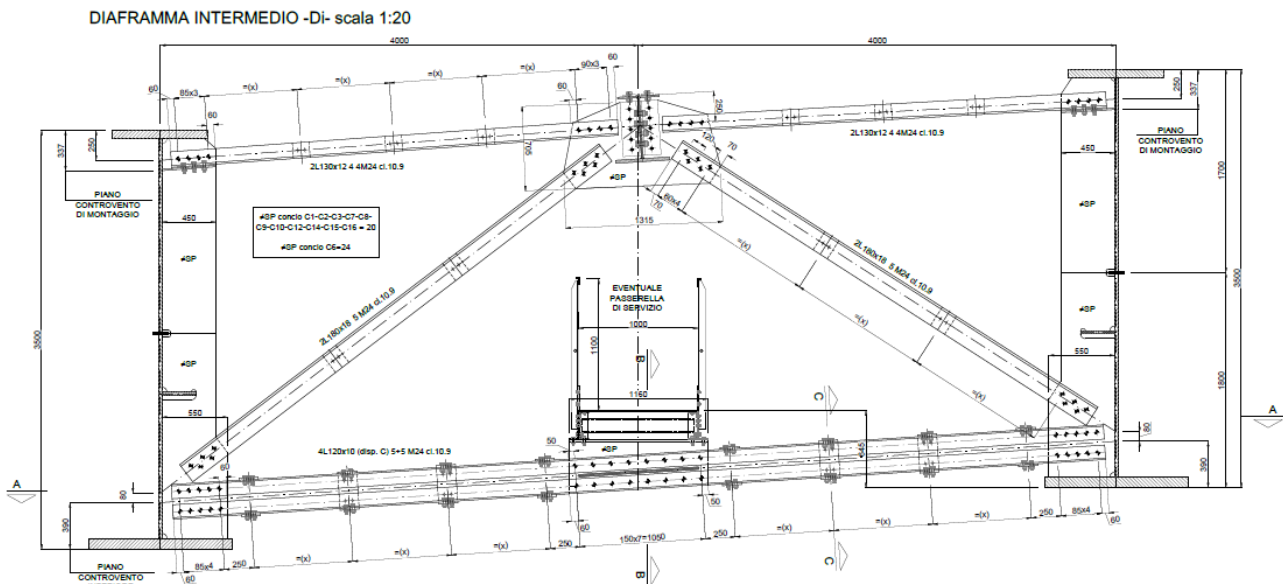 DIAFRAMMA INTERMEDIO -Di- scala 1:20
4000
4000
60
85x3
=(x)
=(x)
=(x)
=(x)
90x3
60
60
60
250
337
250
337
250
765
120
70
2L130x12 4 4M24 cl.10.9
2L130x12 4 4M24 cl.10.9
PIANO
CONTROVENTO
DI MONTAGGIO
PIANO
CONTROVENTO
DI MONTAGGIO
450
450
≠SP
1700
70
60x4
1315
≠SP concio C1-C2-C3-C7-C8-
C9-C10-C12-C14-C15-C16 = 20
≠SP concio C6=24
≠SP
≠SP
=(x)
2L180x18 5 M24 cl.10.9
2L180x18 5 M24 cl.10.9
EVENTUALE
PASSERELLA
DI SERVIZIO
1000
1100
=(x)
≠SP
≠SP
3500
3500
B
550
1160
C
=(x)
550
1800
A
50
≠SP
4L120x10 (disp. C) 5+5 M24 cl.10.9
60
645
80
390
A
80
390
50
60
85x4
250
=(x)
=(x)
=(x)
250
60
150x7=1050
250
=(x)
=(x)
=(x)
250
85x4
60
C
B
PIANO
CONTROVENTO